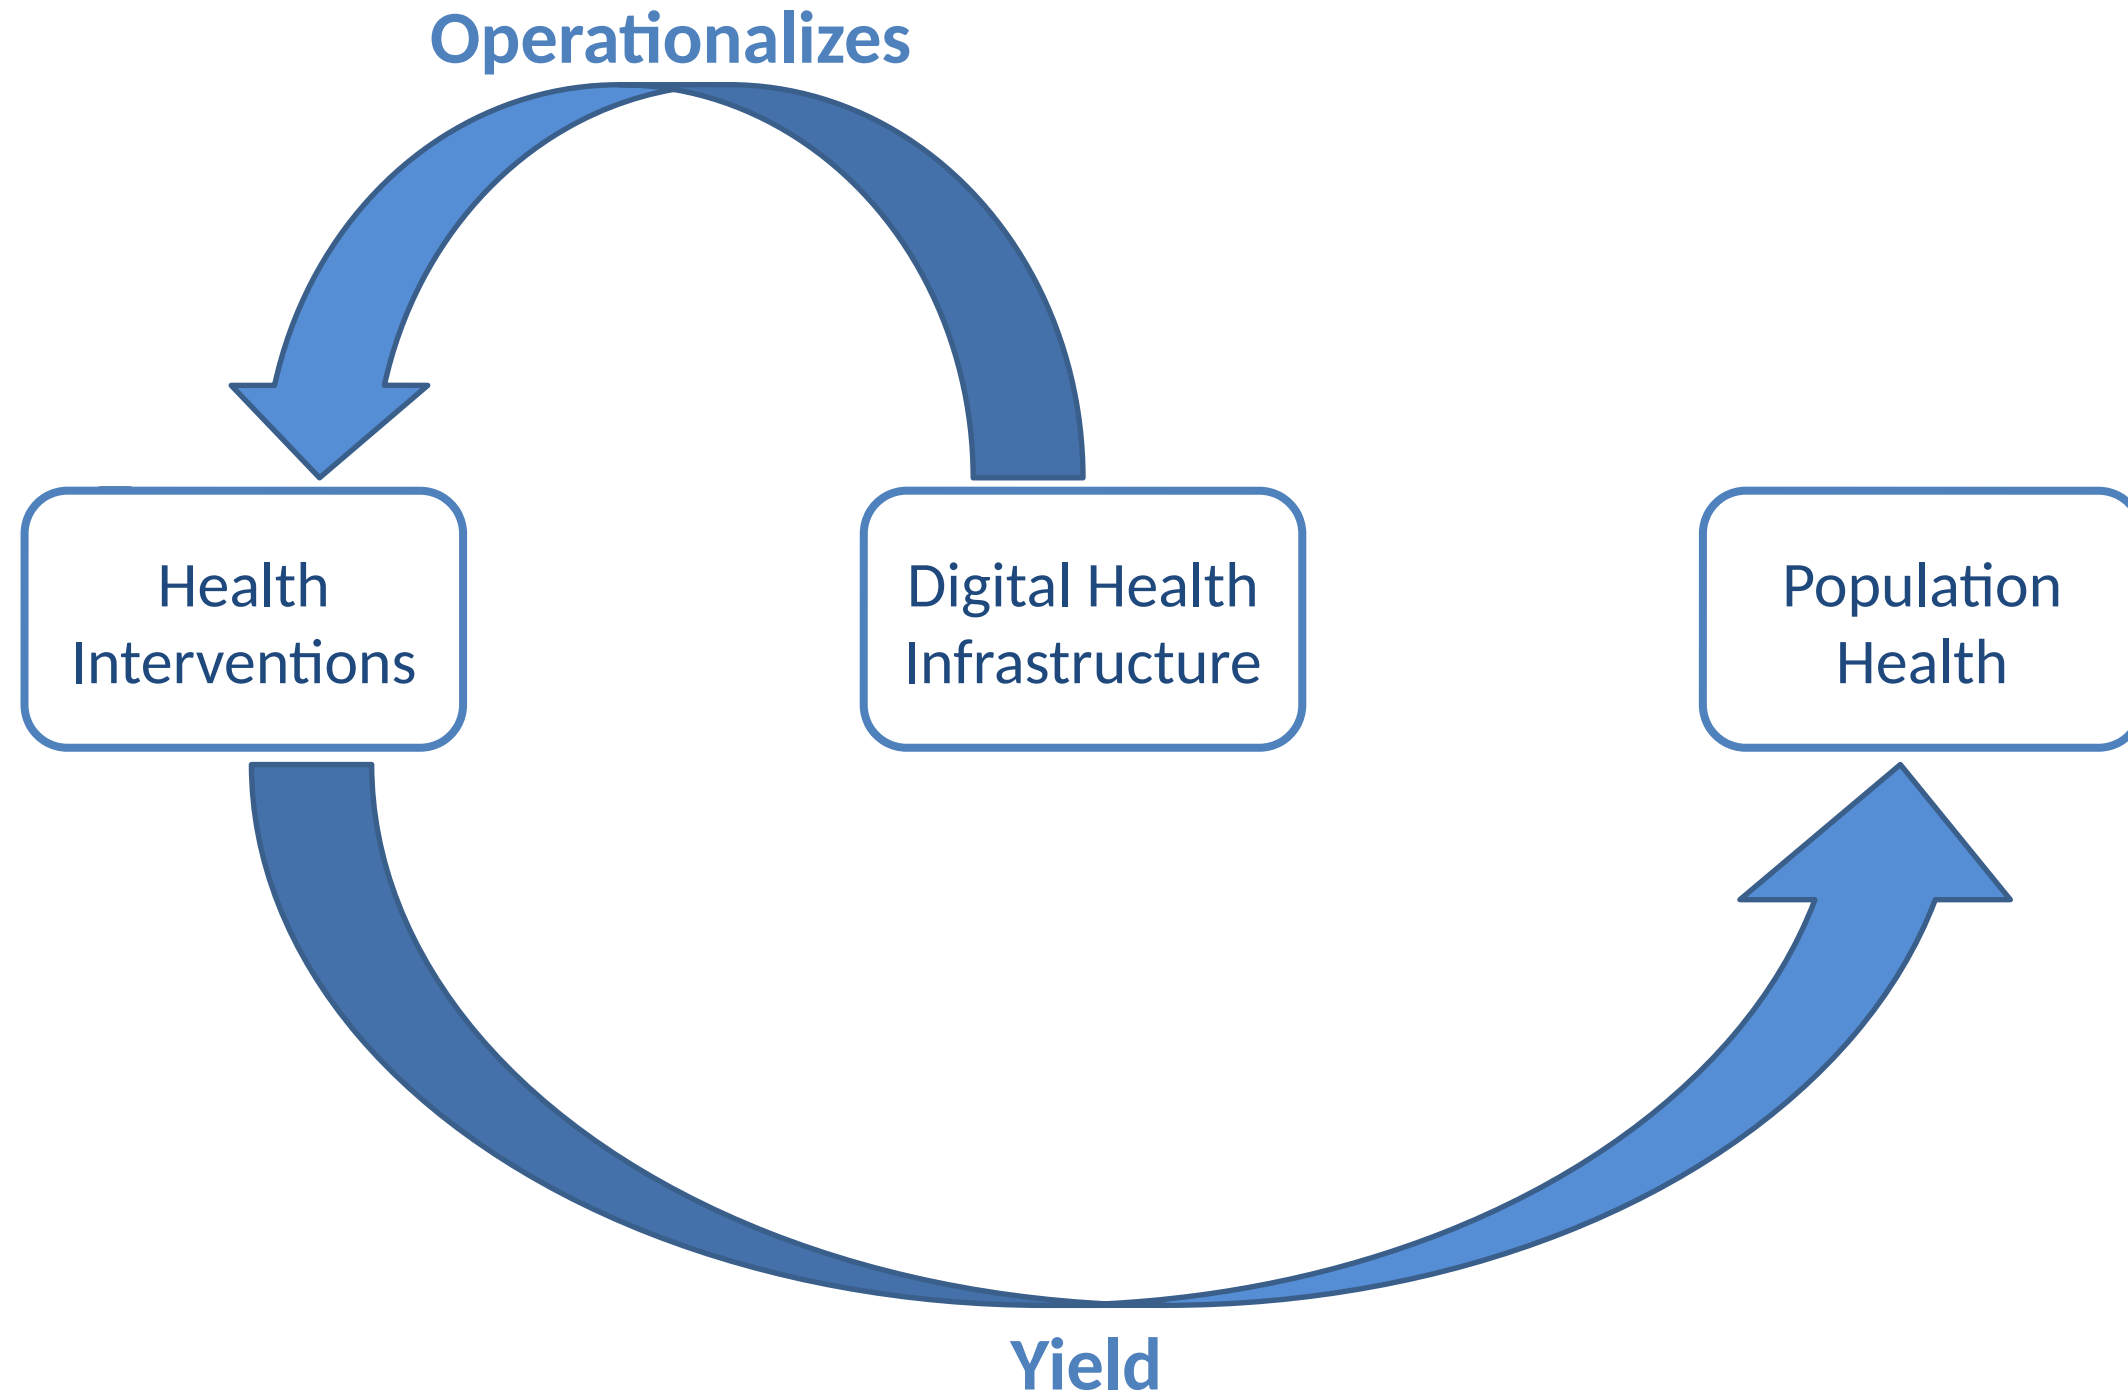 Operationalizes
Health
Interventions
Digital Health
Infrastructure
Population
Health
Yield